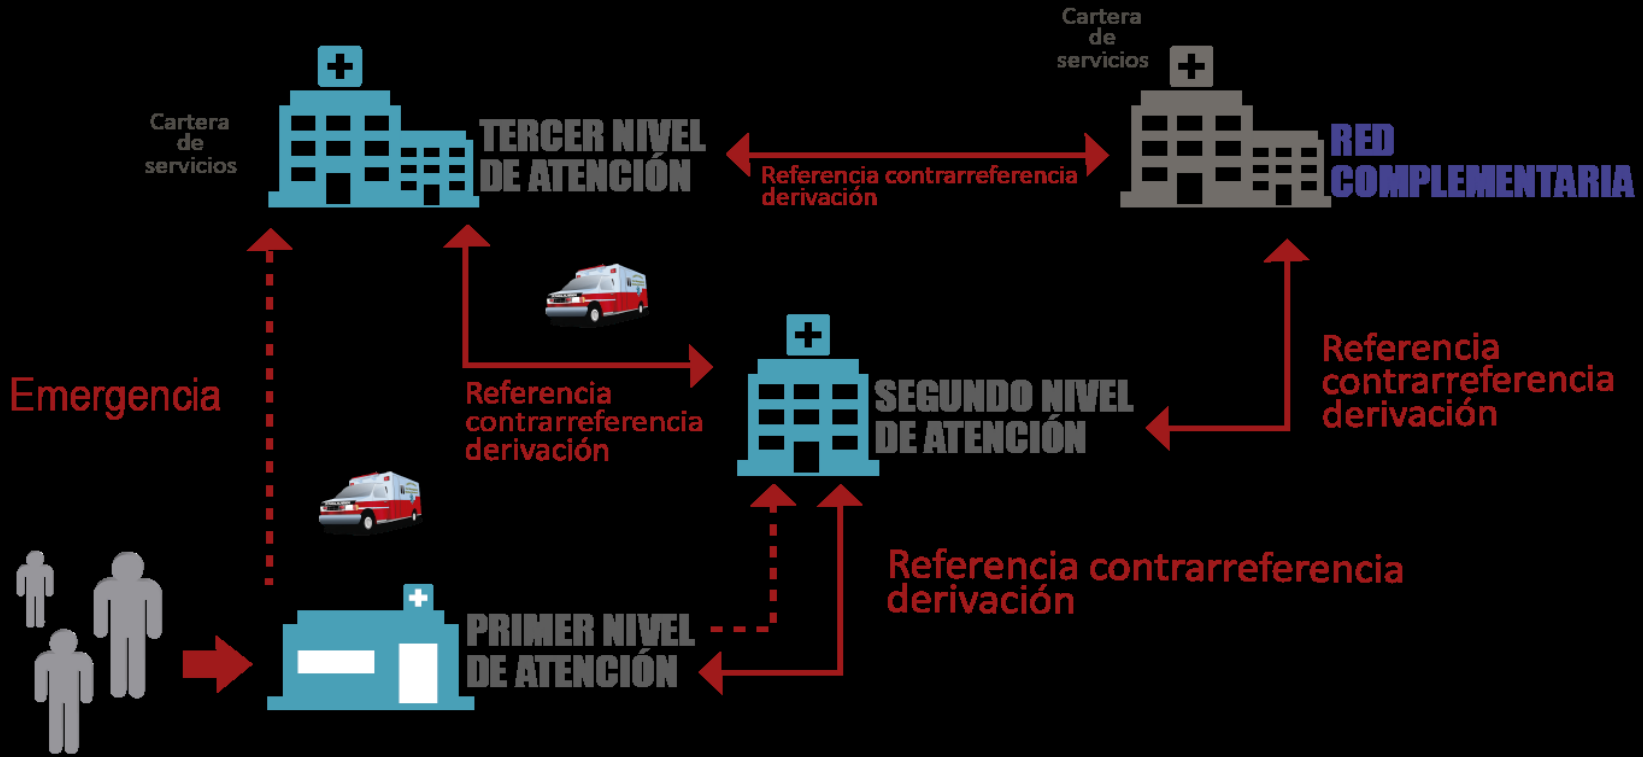 Cartera
de
servicios
Cartera
de
servicios
TERCER NIVEL
DE ATENCIÓN
Referencia contrarreferencia
derivación
RED
COMPLEMENTARIA
Emergencia
Referencia
contrarreferencia
derivación
SEGUNDO NIVEL
DE ATENCIÓN
Referencia
contrarreferencia
derivación
Referencia contrarreferencia
derivación
PRIMER NIVEL
DE ATENCIÓN